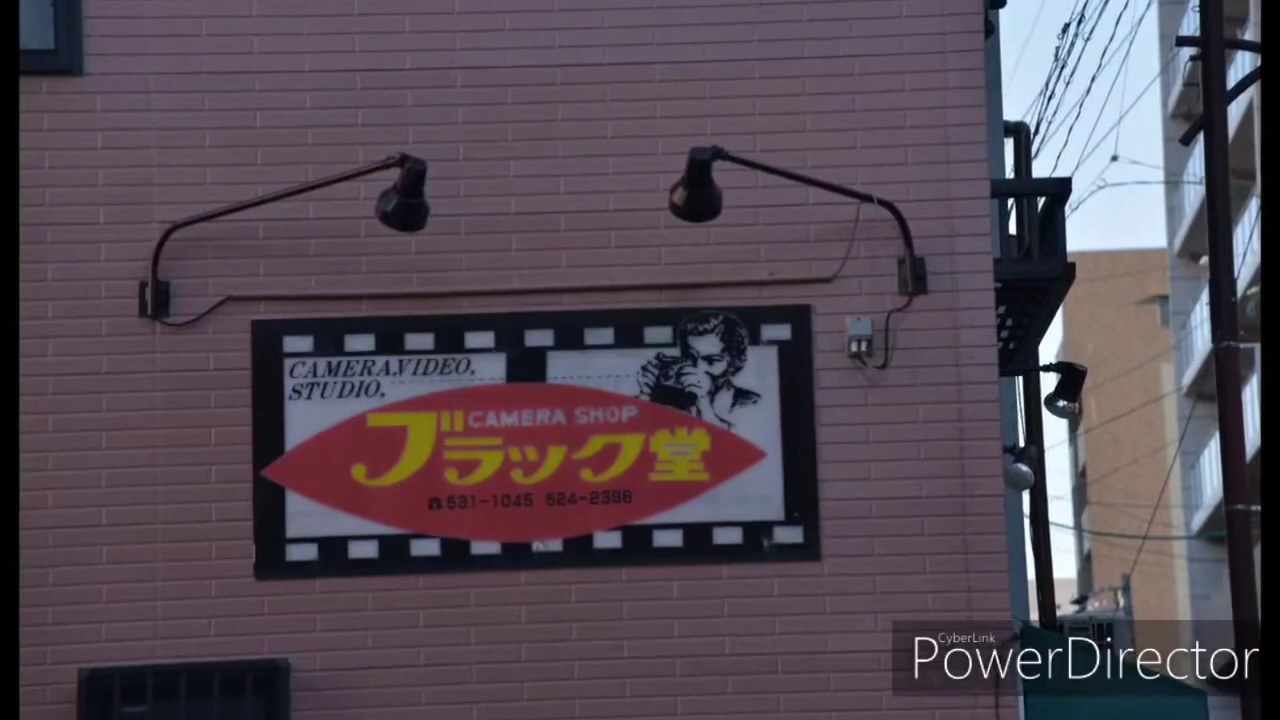 CAMERA,VIDEO,
STUDIO,
CAMERA SHOP
ブラック堂
☎531-1045 524-2398
CyberLink
PowerDirector